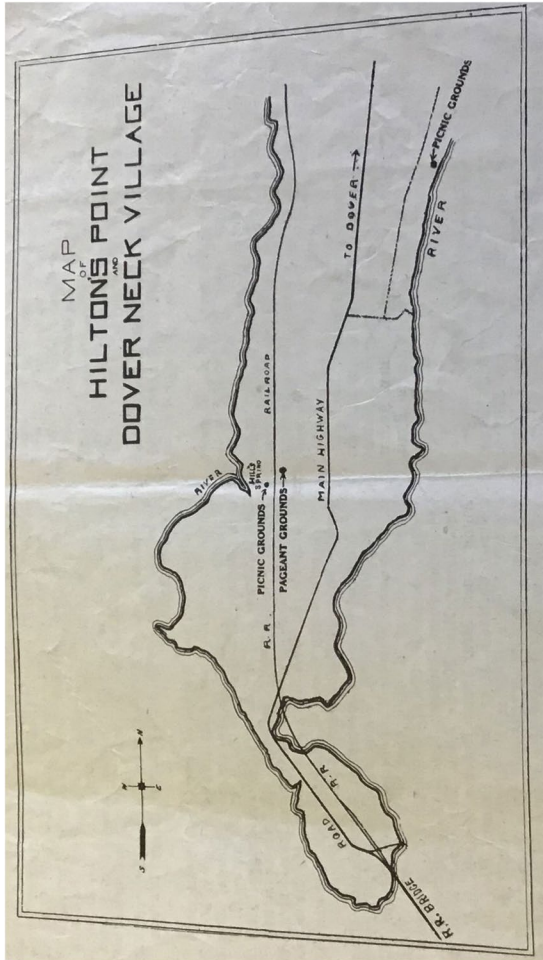 MAP
OF
HILTON'S POINT
AND
DOVER NECK VILLAGE
RIVER
HALL'S
SPRING
PICNIC GROUNDS
RAILROAD
R.R.
PAGEANT GROUNDS
MAIN HIGHWAY
TO DOVER
RIVER
PICNIC GROUNDS
ROAD
R.R.
R.R. BRIDGE
S
N
W
E